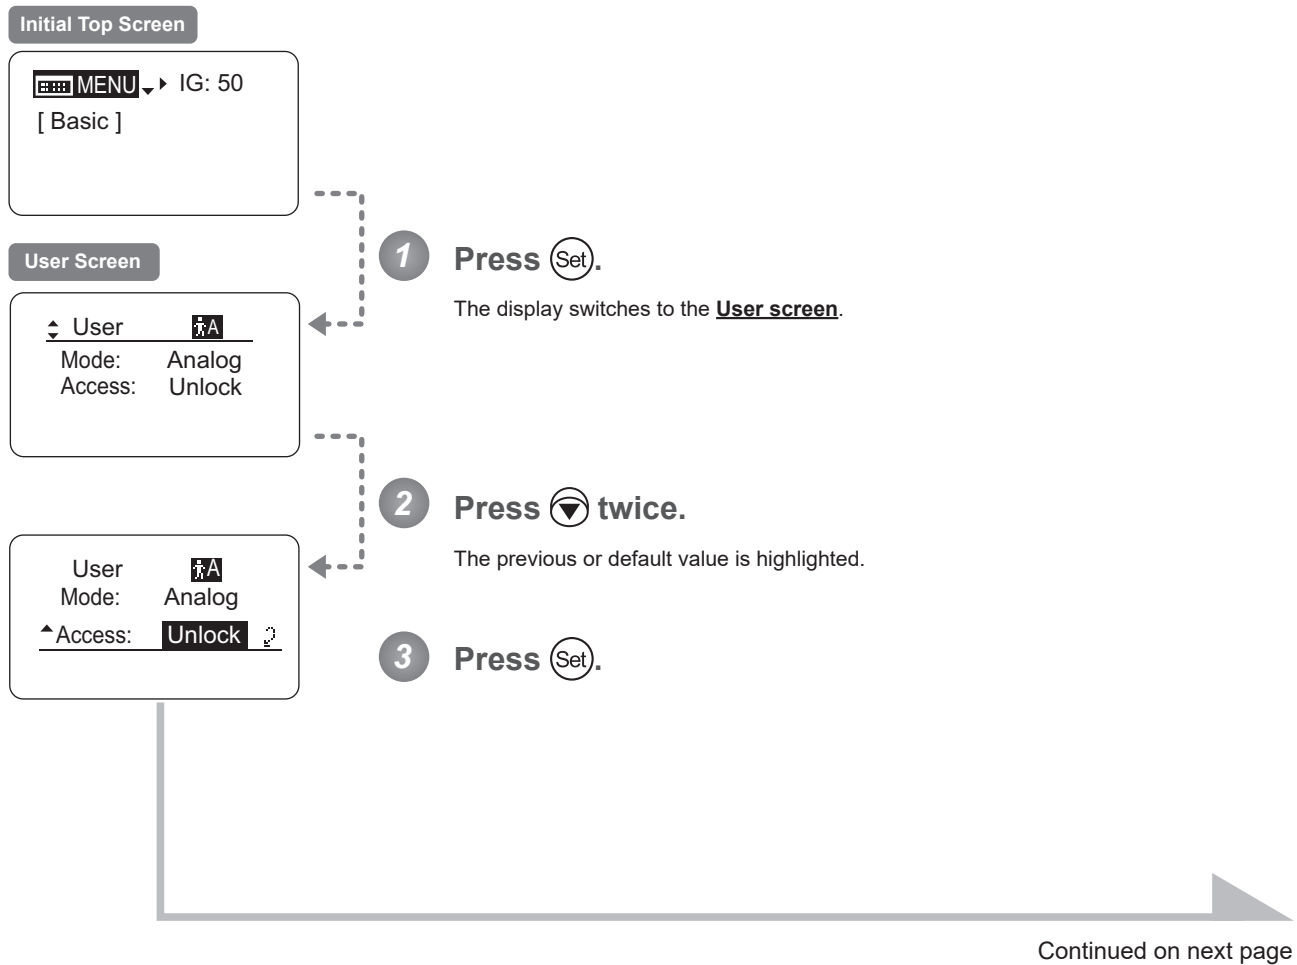 Initial Top Screen
MENU IG: 50
[ Basic ]
User Screen
1 Press Set.
The display switches to the User screen.
User A
Mode: Analog
Access: Unlock
2 Press twice.
The previous or default value is highlighted.
User A
Mode: Analog
Access: Unlock
3 Press Set.
Continued on next page